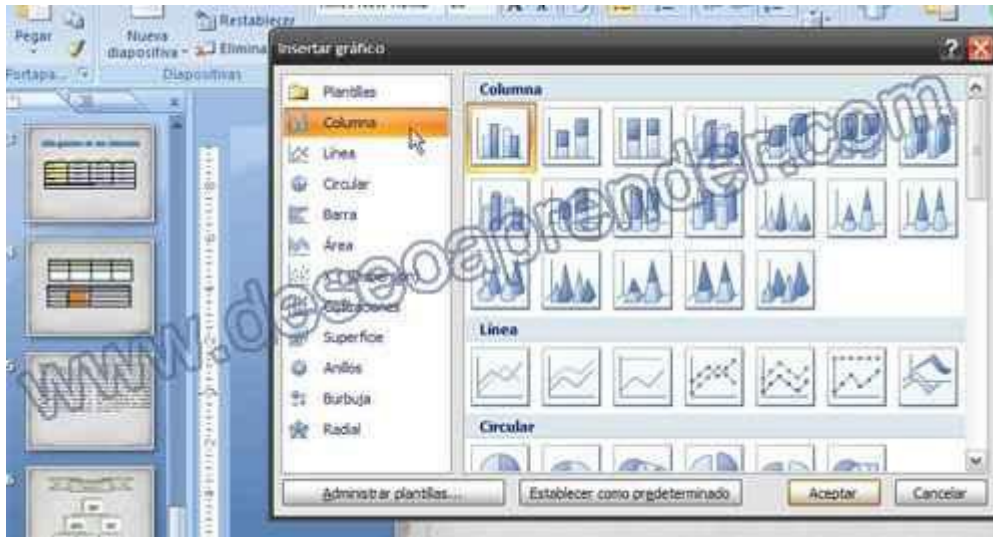 Restablecer
Pegar
Nueva
diapositiva
Elimina
Portapa...
Diapositivas
Insertar gráfico
Plantillas
Columna
Línea
Circular
Barra
Área
Superficie
Anillos
Burbuja
Radial
Columna
Línea
Circular
Administrar plantillas...
Establecer como predeterminado
Aceptar
Cancelar
www.deseoaprender.com